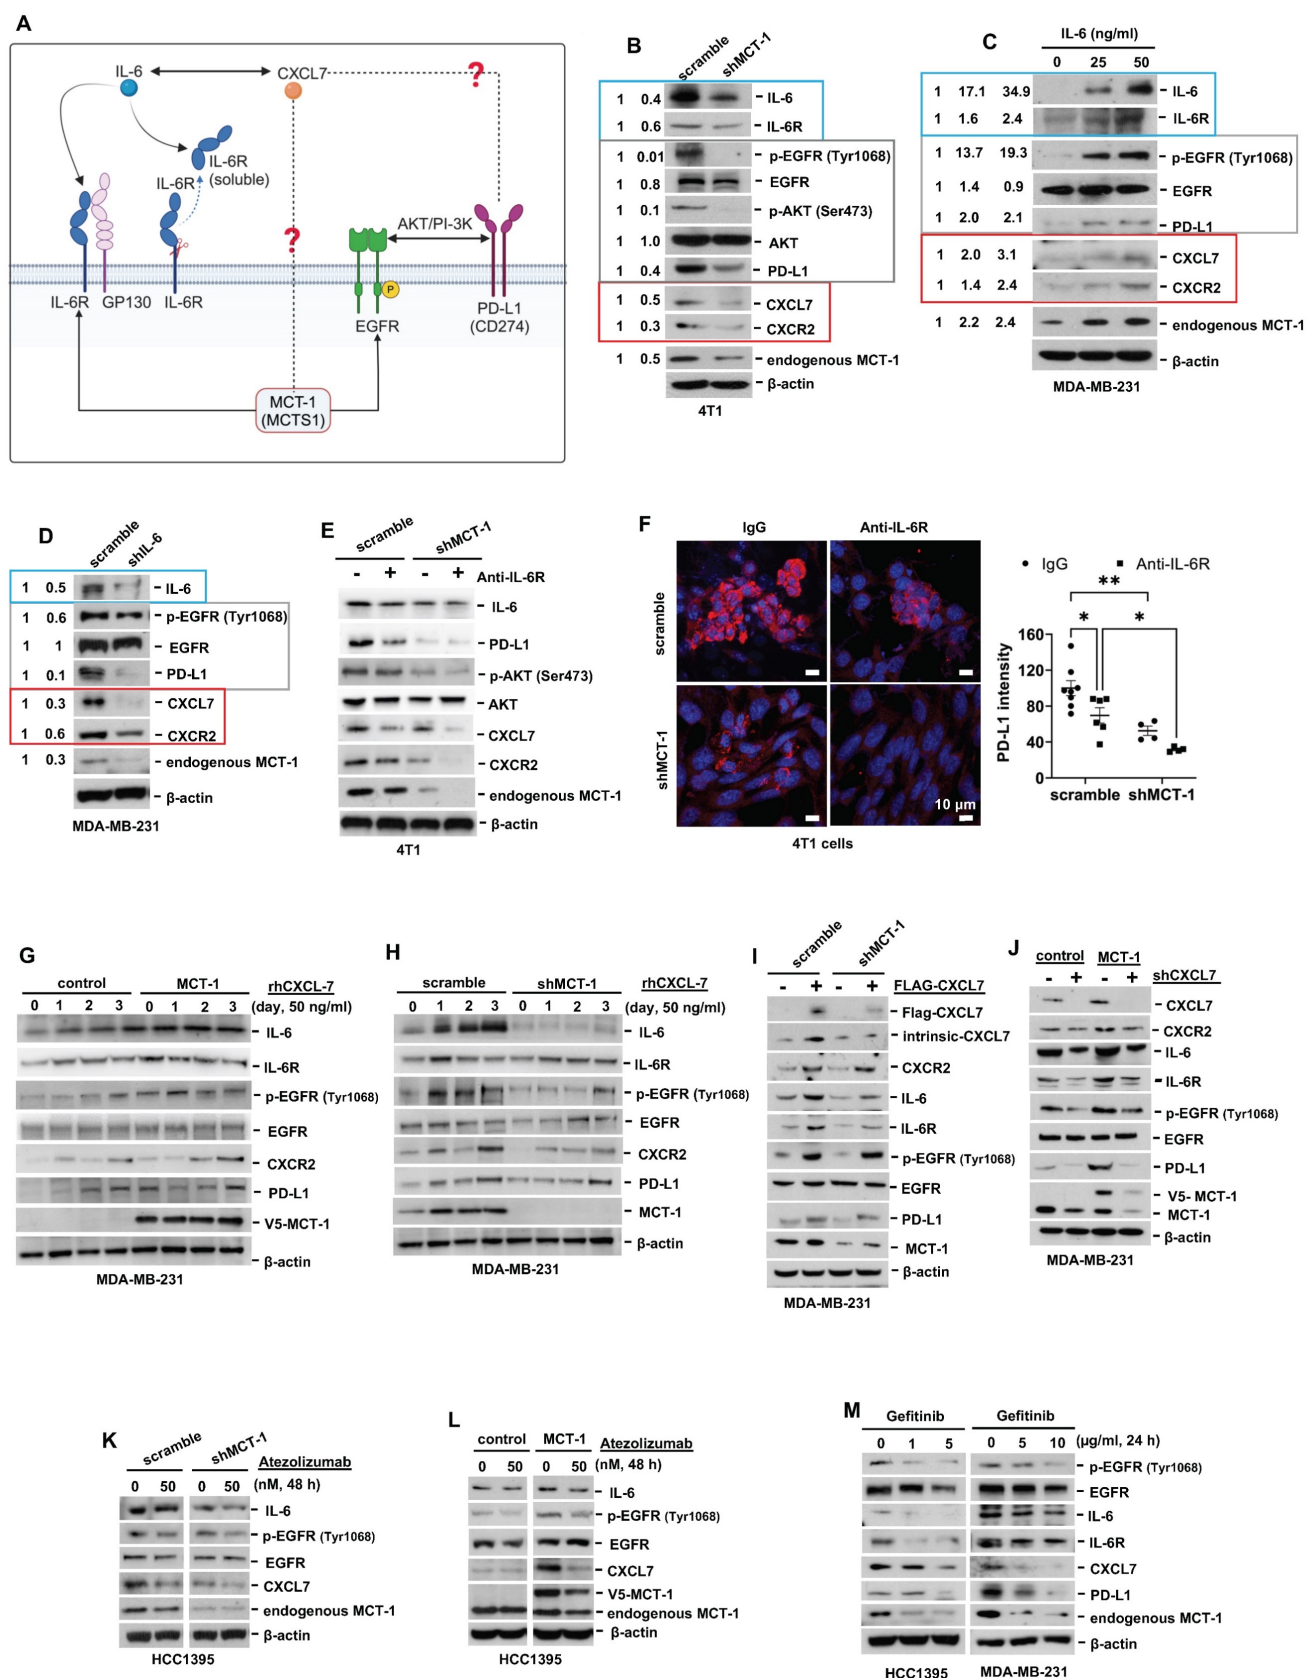 A
IL-6
CXCL7
?
IL-6R
(soluble)
IL-6R
?
AKT/PI-3K
P
IL-6R
GP130
IL-6R
EGFR
PD-L1
(CD274)
MCT-1
(MCTS1)
B
scramble
shMCT-1
1 0.4 IL-6
1 0.6 IL-6R
1 0.01 p-EGFR (Tyr1068)
1 0.8 EGFR
1 0.1 p-AKT (Ser473)
1 1.0 AKT
1 0.4 PD-L1
1 0.5 CXCL7
1 0.3 CXCR2
1 0.5 endogenous MCT-1
β-actin
4T1
C
IL-6 (ng/ml)
0 25 50
1 17.1 34.9 IL-6
1 1.6 2.4 IL-6R
1 13.7 19.3 p-EGFR (Tyr1068)
1 1.4 0.9 EGFR
1 2.0 2.1 PD-L1
1 2.0 3.1 CXCL7
1 1.4 2.4 CXCR2
1 2.2 2.4 endogenous MCT-1
β-actin
MDA-MB-231
D
scramble
shIL-6
1 0.5 IL-6
1 0.6 p-EGFR (Tyr1068)
1 1 EGFR
1 0.1 PD-L1
1 0.3 CXCL7
1 0.6 CXCR2
1 0.3 endogenous MCT-1
β-actin
MDA-MB-231
E
scramble shMCT-1
- + - + Anti-IL-6R
IL-6
PD-L1
p-AKT (Ser473)
AKT
CXCL7
CXCR2
endogenous MCT-1
β-actin
4T1
F
IgG Anti-IL-6R
scramble
shMCT-1
10 μm
4T1 cells
IgG Anti-IL-6R
**
* *
PD-L1 intensity
160
120
80
40
0
scramble shMCT-1
G
control MCT-1 rhCXCL-7
0 1 2 3 0 1 2 3 (day, 50 ng/ml)
IL-6
IL-6R
p-EGFR (Tyr1068)
EGFR
CXCR2
PD-L1
V5-MCT-1
β-actin
MDA-MB-231
H
scramble shMCT-1 rhCXCL-7
0 1 2 3 0 1 2 3 (day, 50 ng/ml)
IL-6
IL-6R
p-EGFR (Tyr1068)
EGFR
CXCR2
PD-L1
MCT-1
β-actin
MDA-MB-231
I
scramble shMCT-1
- + - + FLAG-CXCL7
Flag-CXCL7
intrinsic-CXCL7
CXCR2
IL-6
IL-6R
p-EGFR (Tyr1068)
EGFR
PD-L1
MCT-1
β-actin
MDA-MB-231
J
control MCT-1
- + - + shCXCL7
CXCL7
CXCR2
IL-6
IL-6R
p-EGFR (Tyr1068)
EGFR
PD-L1
V5- MCT-1
MCT-1
β-actin
MDA-MB-231
K
scramble shMCT-1 Atezolizumab
0 50 0 50 (nM, 48 h)
IL-6
p-EGFR (Tyr1068)
EGFR
CXCL7
endogenous MCT-1
β-actin
HCC1395
L
control MCT-1 Atezolizumab
0 50 0 50 (nM, 48 h)
IL-6
p-EGFR (Tyr1068)
EGFR
CXCL7
V5-MCT-1
endogenous MCT-1
β-actin
HCC1395
M
Gefitinib Gefitinib
0 1 5 0 5 10 (μg/ml, 24 h)
p-EGFR (Tyr1068)
EGFR
IL-6
IL-6R
CXCL7
PD-L1
endogenous MCT-1
β-actin
HCC1395 MDA-MB-231